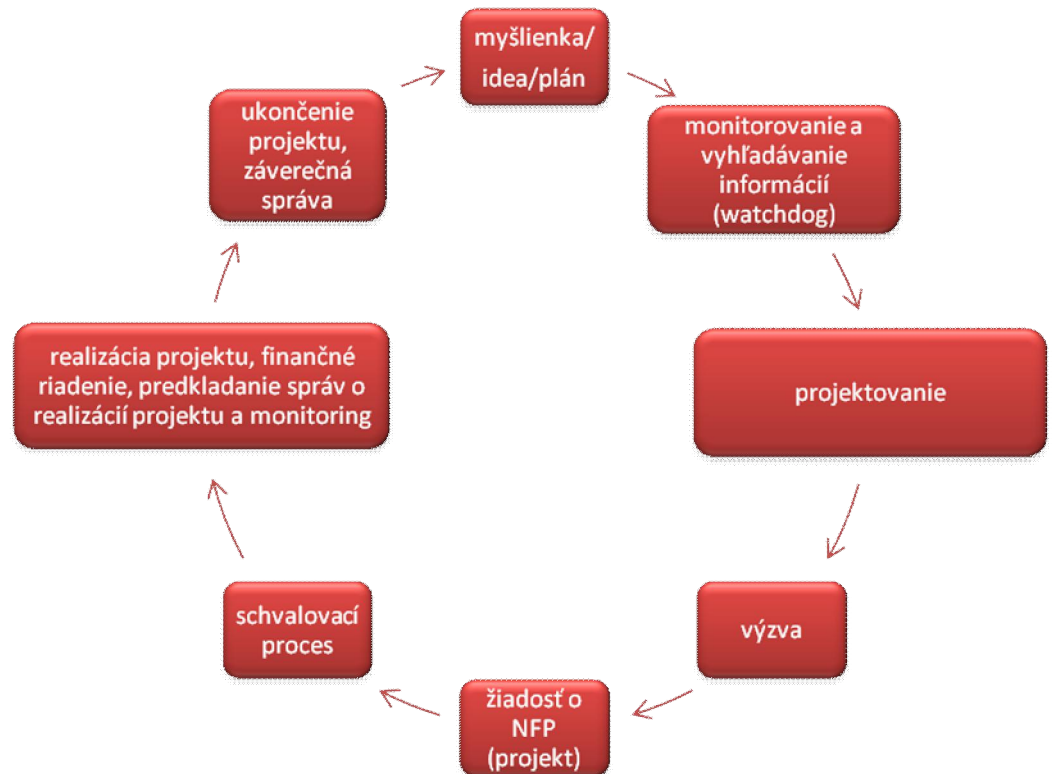 myšlienka/
idea/plán
monitorovanie a
vyhľadávanie
informácií
(watchdog)
projektovanie
výzva
žiadosť o
NFP
(projekt)
schvalovací
proces
realizácia projektu, finančné
riadenie, predkladanie správ o
realizácií projektu a monitoring
ukončenie
projektu,
záverečná
správa